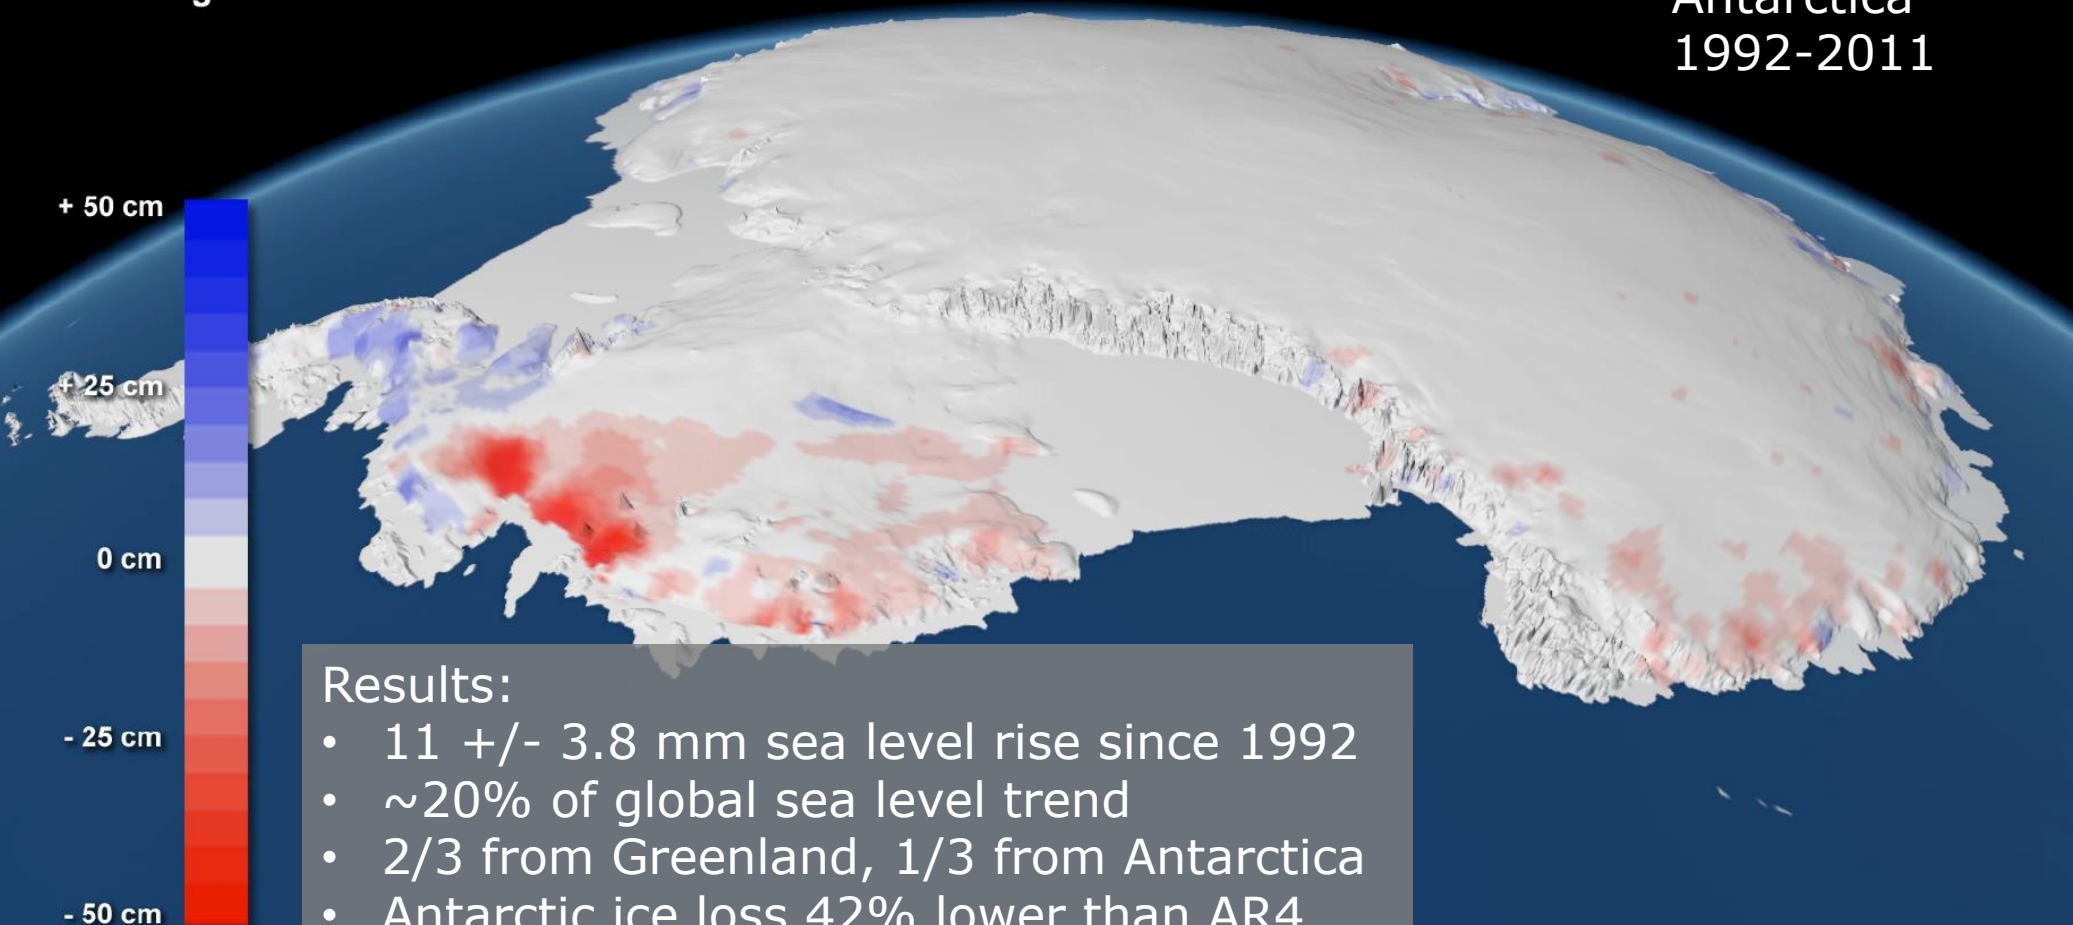 Antarctica
1992-2011
+ 50 cm
+ 25 cm
0 cm
- 25 cm
- 50 cm
Results:
• 11 +/- 3.8 mm sea level rise since 1992
• ~20% of global sea level trend
• 2/3 from Greenland, 1/3 from Antarctica
• Antarctic ice loss 42% lower than AR4